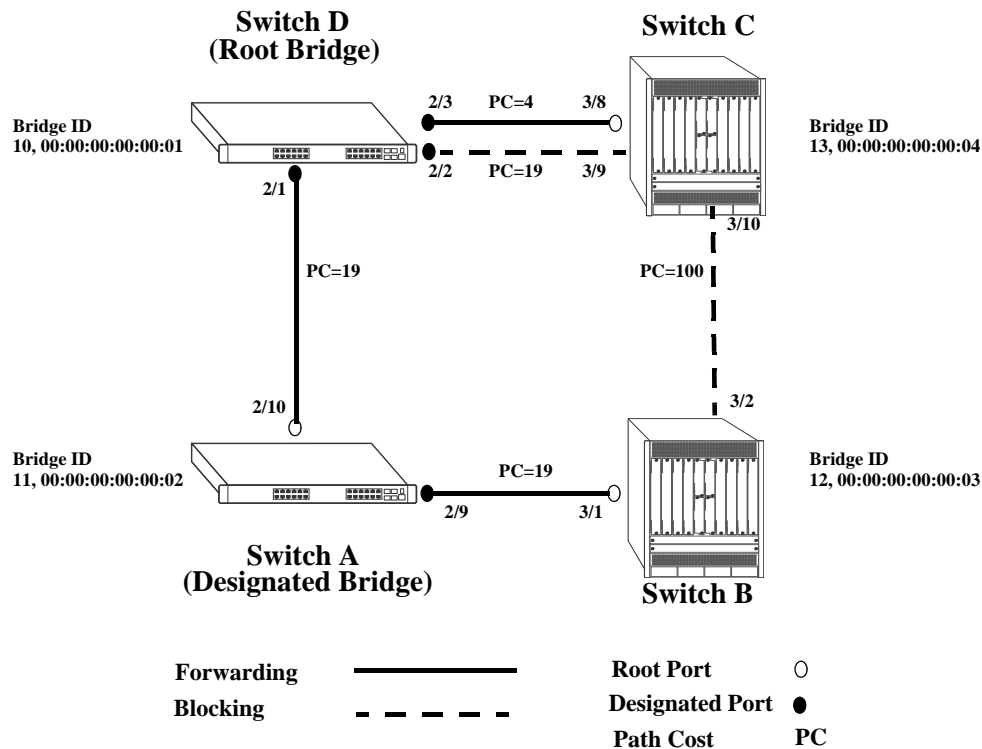 Switch D
(Root Bridge)
Switch C
2/3
PC=4
3/8
Bridge ID
10, 00:00:00:00:00:01
Bridge ID
13, 00:00:00:00:00:04
2/2
PC=19
3/9
2/1
3/10
PC=19
PC=100
2/10
3/2
Bridge ID
11, 00:00:00:00:00:02
PC=19
Bridge ID
12, 00:00:00:00:00:03
2/9
3/1
Switch A
(Designated Bridge)
Switch B
Forwarding
Root Port
Blocking
Designated Port
Path Cost
PC